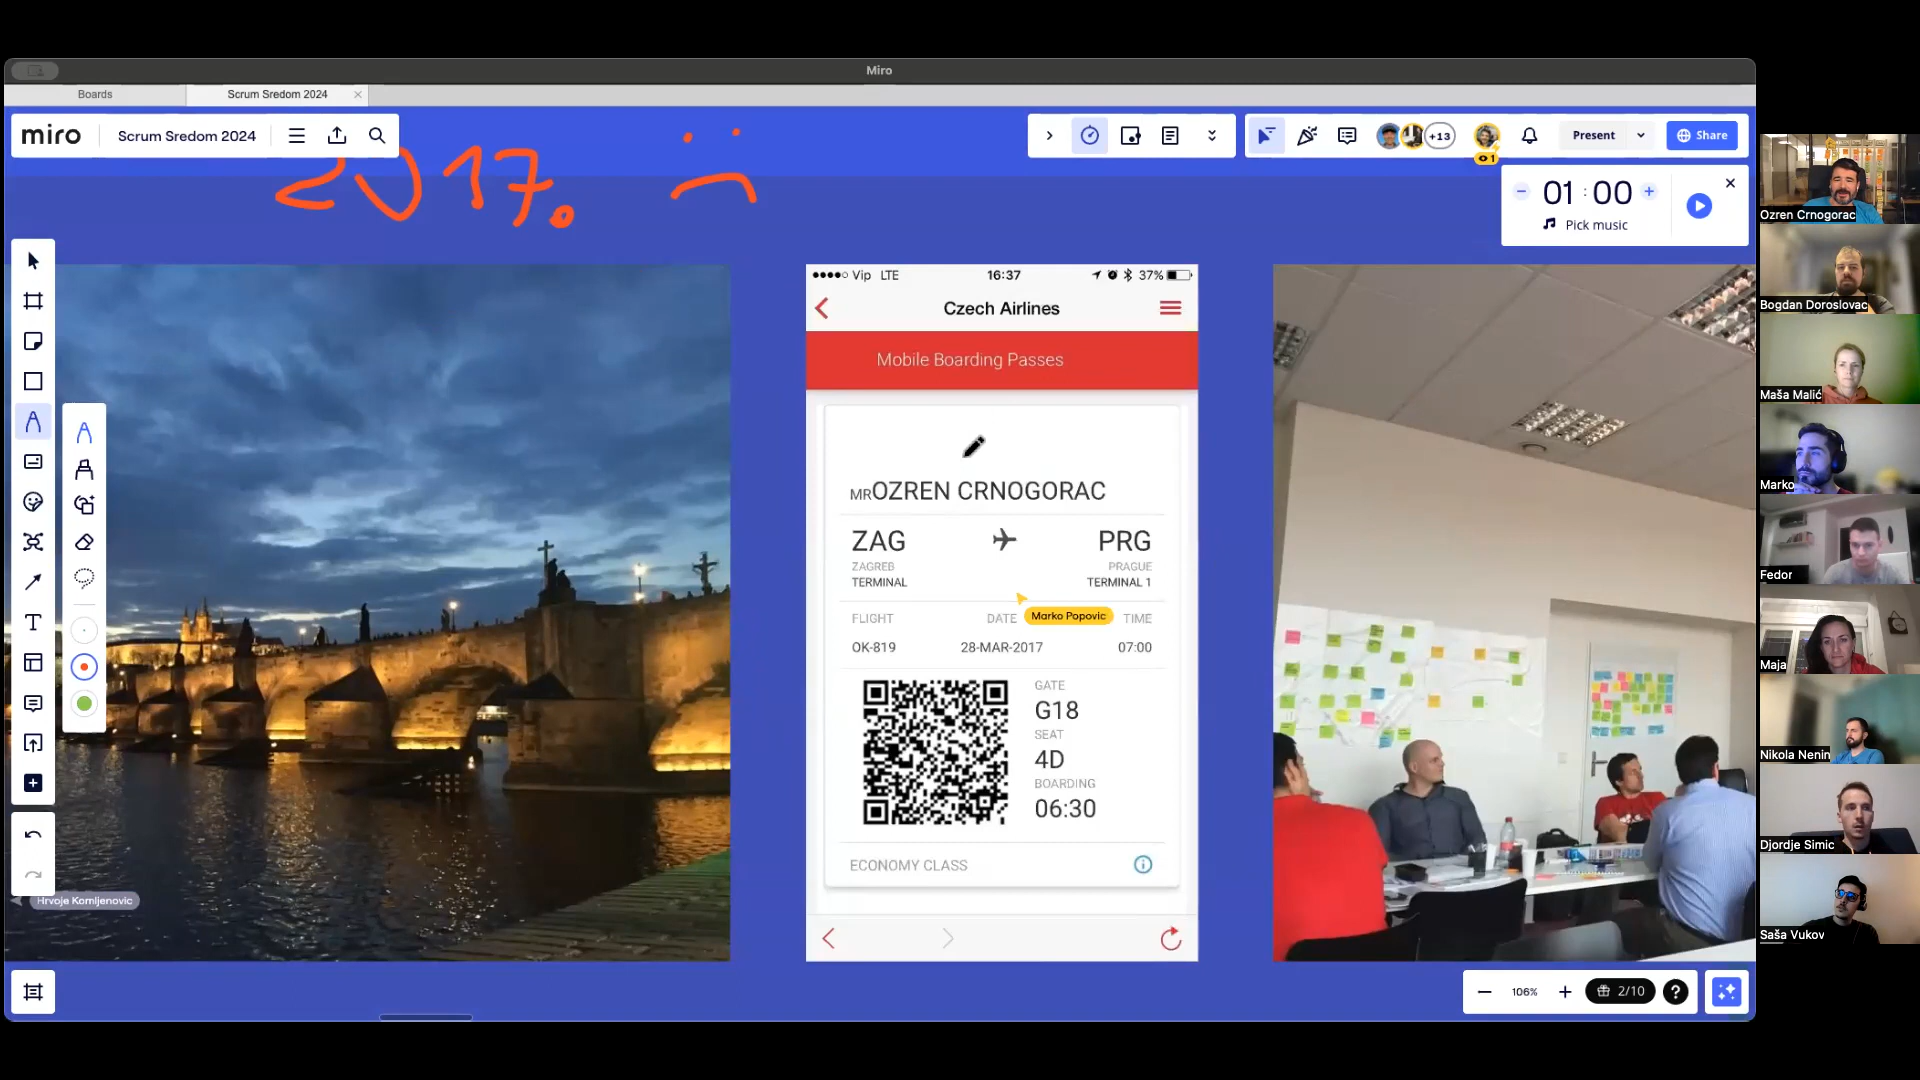 Miro
Boards
Scrum Sredom 2024
miro
Scrum Sredom 2024
+13
1
Present
Share
2017.
01 : 00
Pick music
Vip LTE
16:37
37%
Czech Airlines
Mobile Boarding Passes
MROZREN CRNOGORAC
ZAG
PRG
ZAGREB
PRAGUE
TERMINAL
TERMINAL 1
FLIGHT
DATE
Marko Popovic
TIME
OK-819
28-MAR-2017
07:00
GATE
G18
SEAT
4D
BOARDING
06:30
ECONOMY CLASS
Hrvoje Komljenovic
106%
2/10
?
Ozren Crnogorac
Bogdan Doroslovac
Maša Malić
Marko
Fedor
Maja
Nikola Nenin
Djordje Simic
Saša Vukov